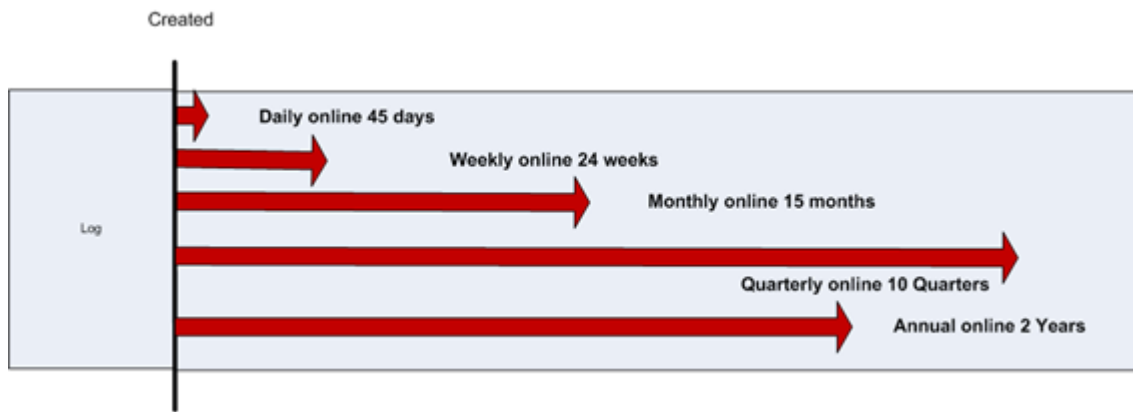 Created
Daily online 45 days
Weekly online 24 weeks
Monthly online 15 months
Log
Quarterly online 10 Quarters
Annual online 2 Years